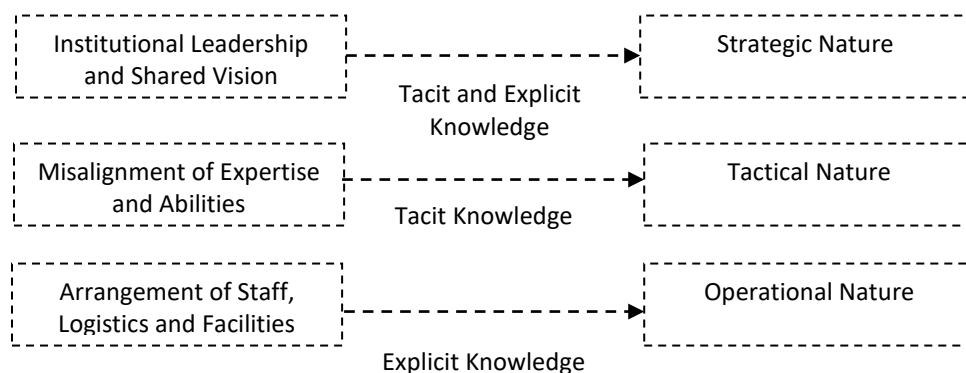 Institutional Leadership
and Shared Vision
Tacit and Explicit
Knowledge
Strategic Nature
Misalignment of Expertise
and Abilities
Tacit Knowledge
Tactical Nature
Arrangement of Staff,
Logistics and Facilities
Explicit Knowledge
Operational Nature